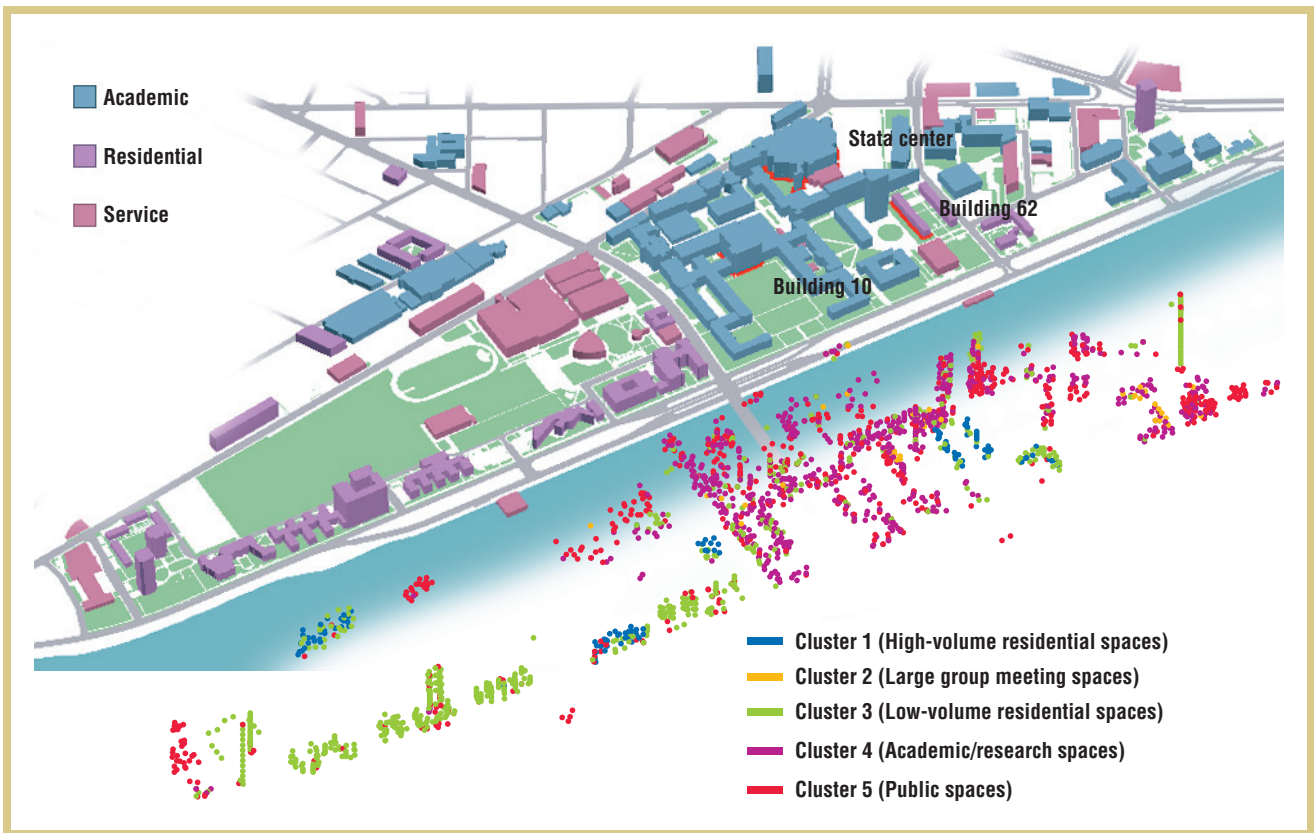 Academic
Residential
Service
Stata center
Building 62
Building 10
Cluster 1 (High-volume residential spaces)
Cluster 2 (Large group meeting spaces)
Cluster 3 (Low-volume residential spaces)
Cluster 4 (Academic/research spaces)
Cluster 5 (Public spaces)